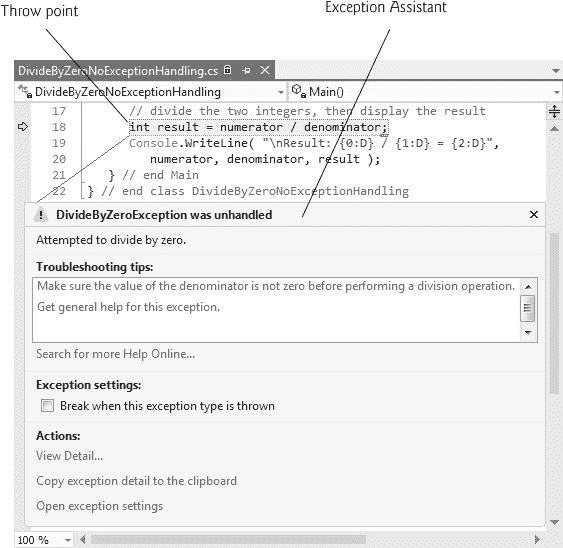 Throw point
Exception Assistant
DivideByZeroNoExceptionHandling.cs
DivideByZeroNoExceptionHandling Main()
17 // divide the two integers, then display the result
18 int result = numerator / denominator;
19 Console.WriteLine( "\nResult: {0:D} / {1:D} = {2:D}",
20 numerator, denominator, result );
21 } // end Main
22 } // end class DivideByZeroNoExceptionHandling
DivideByZeroException was unhandled
Attempted to divide by zero.
Troubleshooting tips:
Make sure the value of the denominator is not zero before performing a division operation.
Get general help for this exception.
Search for more Help Online...
Exception settings:
Break when this exception type is thrown
Actions:
View Detail...
Copy exception detail to the clipboard
Open exception settings
100 %